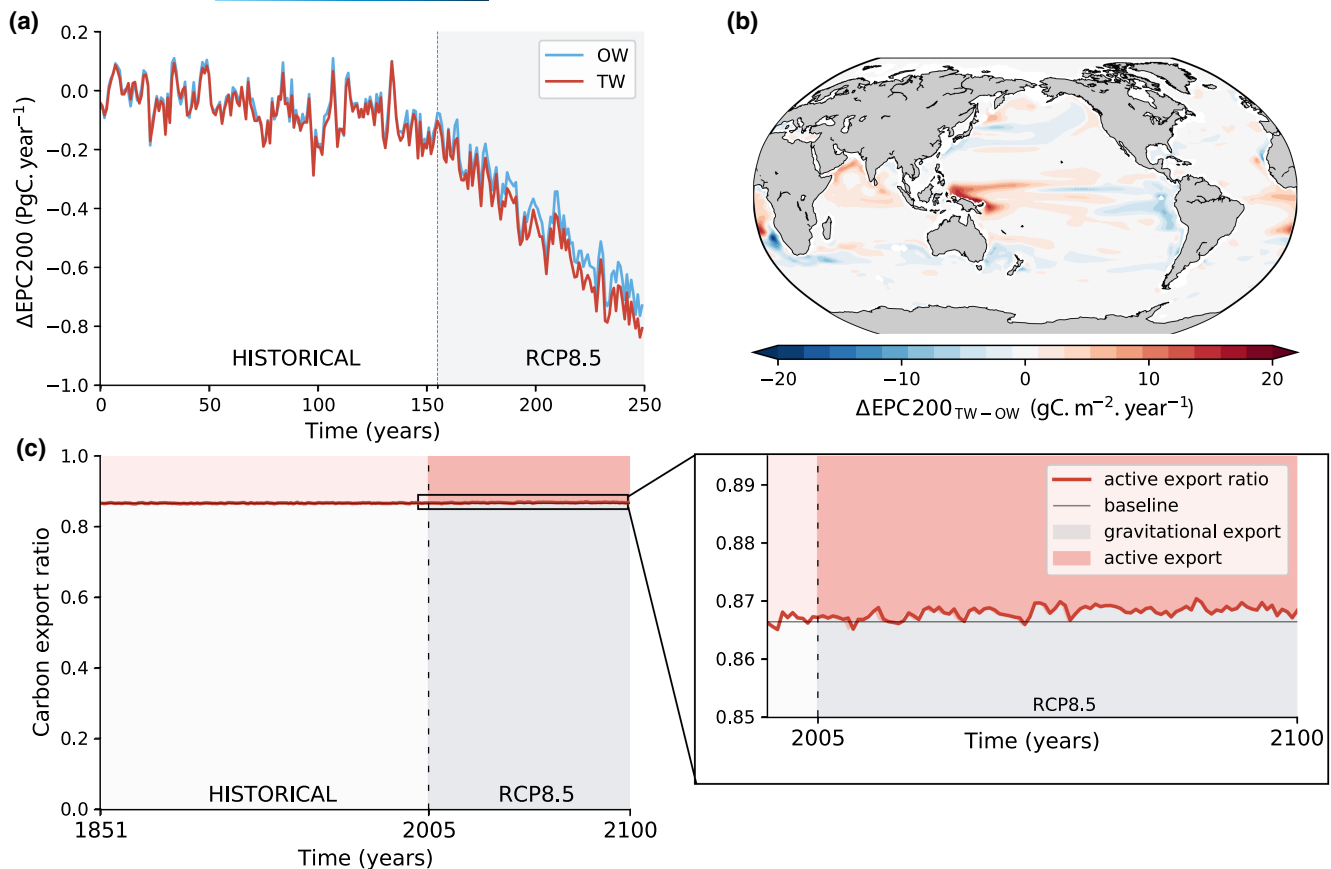 (a)
0.2
0.0
−0.2
−0.4
−0.6
−0.8
−1.0
ΔEPC200 (PgC. year⁻¹)
OW
TW
HISTORICAL
RCP8.5
0
50
100
150
200
250
Time (years)
(b)
−20
−10
0
10
20
ΔEPC200TW−OW (gC. m⁻². year⁻¹)
(c)
1.0
0.8
0.6
0.4
0.2
0.0
Carbon export ratio
HISTORICAL
RCP8.5
1851
2005
2100
Time (years)
0.89
0.88
0.87
0.86
0.85
active export ratio
baseline
gravitational export
active export
RCP8.5
2005
2100
Time (years)